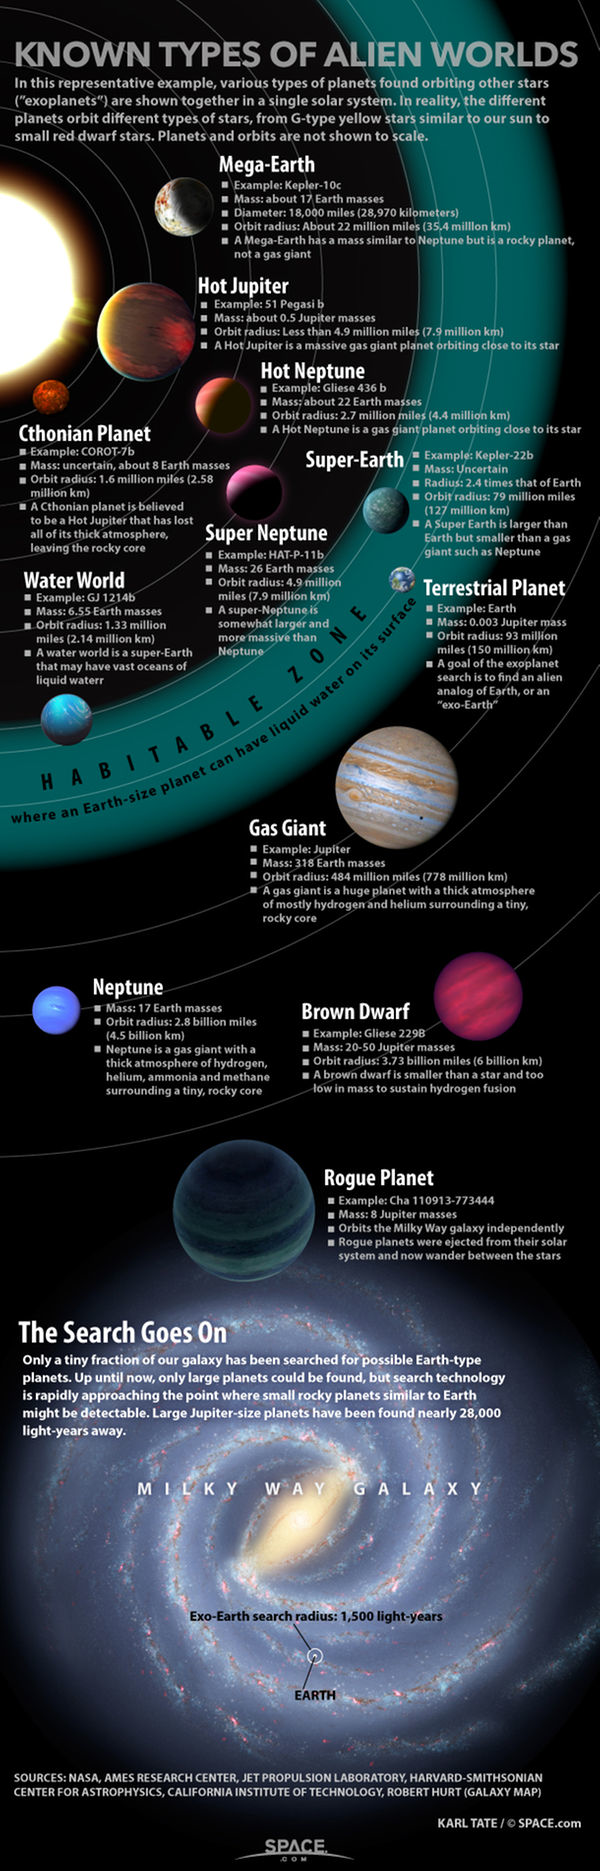 KNOWN TYPES OF ALIEN WORLDS
In this representative example, various types of planets found orbiting other stars
("exoplanets") are shown together in a single solar system. In reality, the different
planets orbit different types of stars, from G-type yellow stars similar to our sun to
small red dwarf stars. Planets and orbits are not shown to scale.
Mega-Earth
■ Example: Kepler-10c
■ Mass: about 17 Earth masses
■ Diameter: 18,000 miles (28,970 kilometers)
■ Orbit radius: About 22 million miles (35.4 million km)
■ A Mega-Earth has a mass similar to Neptune but is a rocky planet,
not a gas giant
Hot Jupiter
■ Example: 51 Pegasi b
■ Mass: about 0.5 Jupiter masses
■ Orbit radius: Less than 4.9 million miles (7.9 million km)
■ A Hot Jupiter is a massive gas giant planet orbiting close to its star
Hot Neptune
■ Example: Gliese 436 b
■ Mass: about 22 Earth masses
■ Orbit radius: 2.7 million miles (4.4 million km)
■ A Hot Neptune is a gas giant planet orbiting close to its star
Cthonian Planet
■ Example: COROT-7b
■ Mass: uncertain, about 8 Earth masses
■ Orbit radius: 1.6 million miles (2.58
million km)
■ A Cthonian planet is believed
to be a Hot Jupiter that has lost
all of its thick atmosphere,
leaving the rocky core
Super-Earth
■ Example: Kepler-22b
■ Mass: Uncertain
■ Radius: 2.4 times that of Earth
■ Orbit radius: 79 million miles
(127 million km)
■ A Super Earth is larger than
Earth but smaller than a gas
giant such as Neptune
Super Neptune
■ Example: HAT-P-11b
■ Mass: 26 Earth masses
■ Orbit radius: 4.9 million
miles (7.9 million km)
■ A super-Neptune is
somewhat larger and
more massive than
Neptune
Water World
■ Example: GJ 1214b
■ Mass: 6.55 Earth masses
■ Orbit radius: 1.33 million
miles (2.14 million km)
■ A water world is a super-Earth
that may have vast oceans of
liquid waterr
Terrestrial Planet
■ Example: Earth
■ Mass: 0.003 Jupiter mass
■ Orbit radius: 93 million
miles (150 million km)
■ A goal of the exoplanet
search is to find an alien
analog of Earth, or an
"exo-Earth"
HABITABLE ZONE
where an Earth-size planet can have liquid water on its surface
Gas Giant
■ Example: Jupiter
■ Mass: 318 Earth masses
■ Orbit radius: 484 million miles (778 million km)
■ A gas giant is a huge planet with a thick atmosphere
of mostly hydrogen and helium surrounding a tiny,
rocky core
Neptune
■ Mass: 17 Earth masses
■ Orbit radius: 2.8 billion miles
(4.5 billion km)
■ Neptune is a gas giant with a
thick atmosphere of hydrogen,
helium, ammonia and methane
surrounding a tiny, rocky core
Brown Dwarf
■ Example: Gliese 229B
■ Mass: 20-50 Jupiter masses
■ Orbit radius: 3.73 billion miles (6 billion km)
■ A brown dwarf is smaller than a star and too
low in mass to sustain hydrogen fusion
Rogue Planet
■ Example: Cha 110913-773444
■ Mass: 8 Jupiter masses
■ Orbits the Milky Way galaxy independently
■ Rogue planets were ejected from their solar
system and now wander between the stars
The Search Goes On
Only a tiny fraction of our galaxy has been searched for possible Earth-type
planets. Up until now, only large planets could be found, but search technology
is rapidly approaching the point where small rocky planets similar to Earth
might be detectable. Large Jupiter-size planets have been found nearly 28,000
light-years away.
MILKY WAY GALAXY
Exo-Earth search radius: 1,500 light-years
EARTH
SOURCES: NASA, AMES RESEARCH CENTER, JET PROPULSION LABORATORY, HARVARD-SMITHSONIAN
CENTER FOR ASTROPHYSICS, CALIFORNIA INSTITUTE OF TECHNOLOGY, ROBERT HURT (GALAXY MAP)
KARL TATE / © SPACE.com
SPACE
.COM